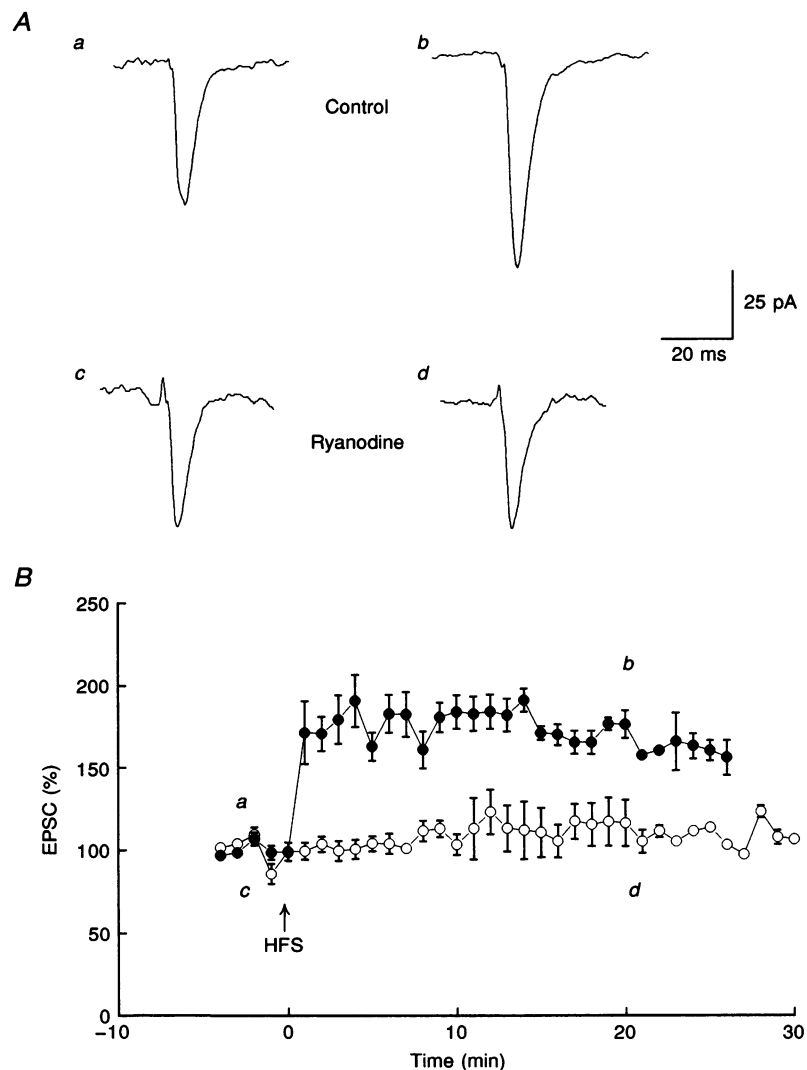 A
a
b
Control
25 pA
20 ms
c
d
Ryanodine
B
250
200
150
100
50
0
EPSC (%)
a
b
c
d
HFS
−10
0
10
20
30
Time (min)